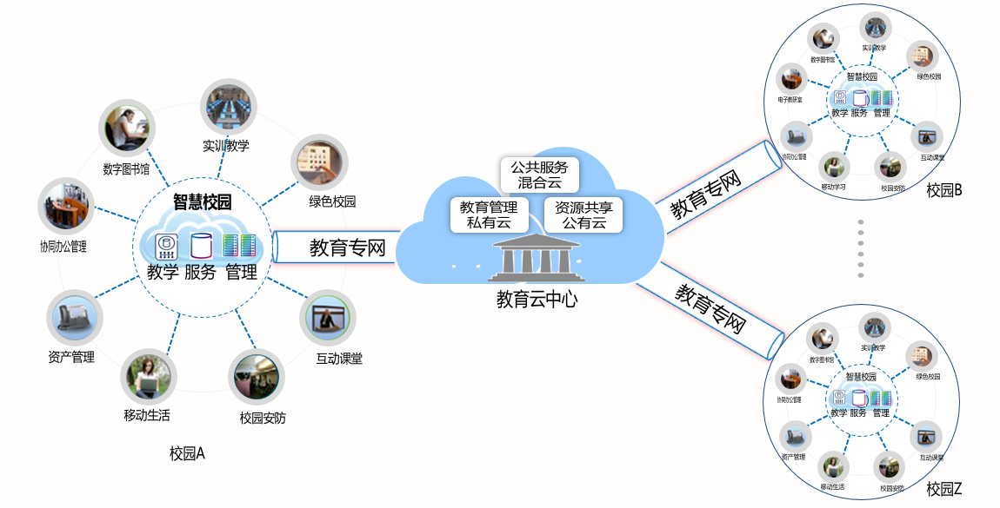 实训教学
数字图书馆
绿色校园
智慧校园
协同办公管理
教学 服务 管理
资产管理
互动课堂
移动生活
校园安防
校园A
教育专网
公共服务
混合云
教育管理
私有云
资源共享
公有云
教育云中心
教育专网
教育专网
实训教学
数字图书馆
绿色校园
智慧校园
电子教研室
教学 服务 管理
协同办公管理
互动课堂
移动学习
校园安防
校园B
实训教学
数字图书馆
绿色校园
智慧校园
协同办公管理
教学 服务 管理
资产管理
互动课堂
移动生活
校园安防
校园Z